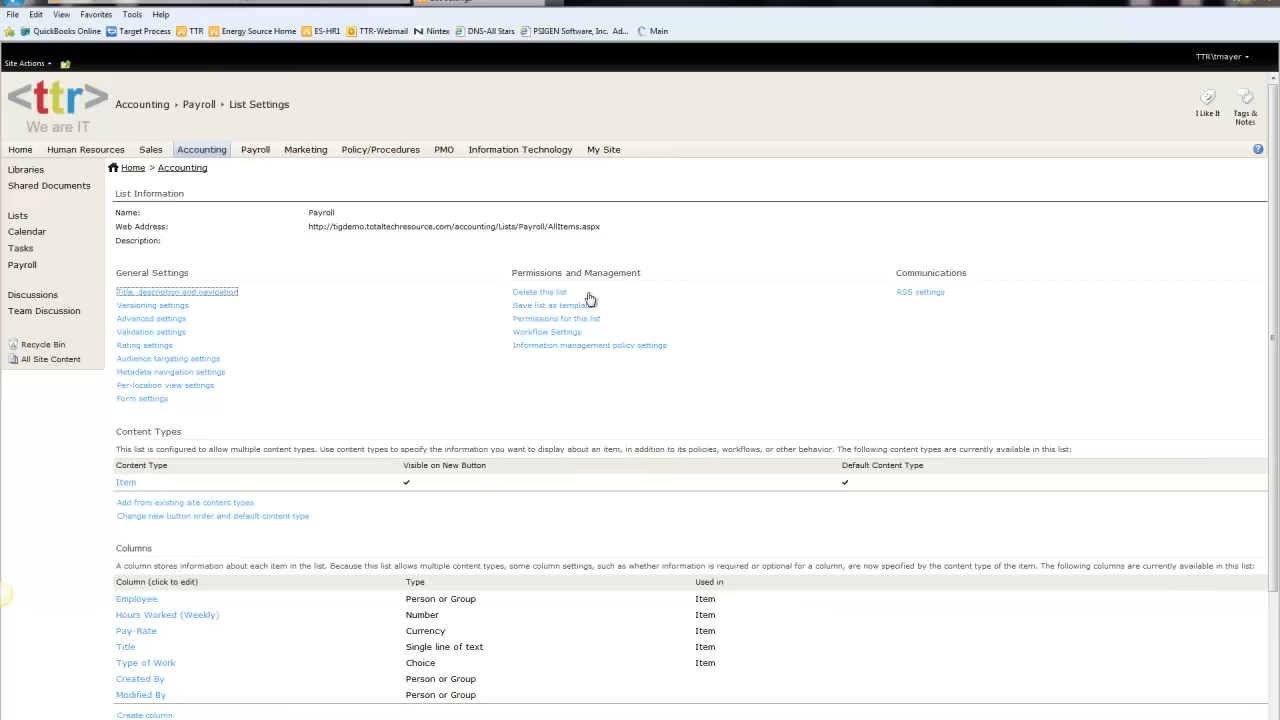 File Edit View Favorites Tools Help
QuickBooks Online Target Process TTR Energy Source Home ES-HR1 TTR-Webmail Nintex DNS-All Stars PSIGEN Software, Inc. Ad... Main
Site Actions
TTR\tmayer
<ttr>
We are IT
Accounting Payroll List Settings
I Like It
Tags & Notes
Home Human Resources Sales Accounting Payroll Marketing Policy/Procedures PMO Information Technology My Site
Libraries
Shared Documents
Lists
Calendar
Tasks
Payroll
Discussions
Team Discussion
Recycle Bin
All Site Content
Home > Accounting
List Information
Name: Payroll
Web Address: http://tigdemo.totaltechresource.com/accounting/Lists/Payroll/AllItems.aspx
Description:
General Settings
Title, description and navigation
Versioning settings
Advanced settings
Validation settings
Rating settings
Audience targeting settings
Metadata navigation settings
Per-location view settings
Form settings
Permissions and Management
Delete this list
Save list as template
Permissions for this list
Workflow Settings
Information management policy settings
Communications
RSS settings
Content Types
This list is configured to allow multiple content types. Use content types to specify the information you want to display about an item, in addition to its policies, workflows, or other behavior. The following content types are currently available in this list:
Content Type Visible on New Button Default Content Type
Item
Add from existing site content types
Change new button order and default content type
Columns
A column stores information about each item in the list. Because this list allows multiple content types, some column settings, such as whether information is required or optional for a column, are now specified by the content type of the item. The following columns are currently available in this list:
Column (click to edit) Type Used in
Employee Person or Group Item
Hours Worked (Weekly) Number Item
Pay-Rate Currency Item
Title Single line of text Item
Type of Work Choice Item
Created By Person or Group
Modified By Person or Group
Create column